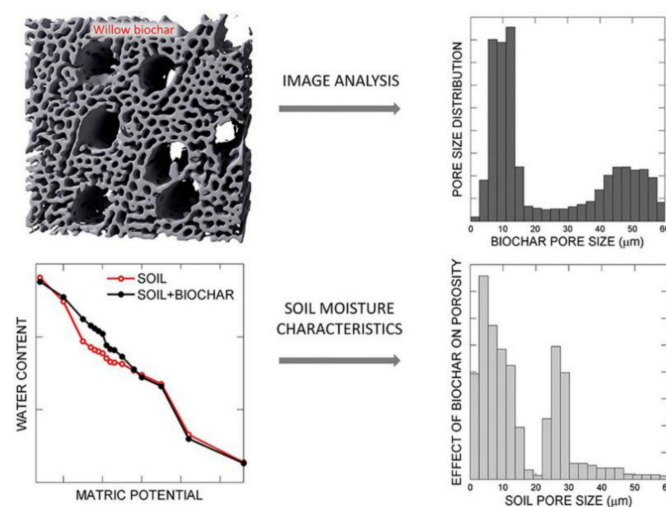 Willow biochar
IMAGE ANALYSIS
PORE SIZE DISTRIBUTION
0 10 20 30 40 50 60
BIOCHAR PORE SIZE (μm)
SOIL
SOIL+BIOCHAR
WATER CONTENT
MATRIC POTENTIAL
SOIL MOISTURE
CHARACTERISTICS
EFFECT OF BIOCHAR ON POROSITY
0 10 20 30 40 50 60
SOIL PORE SIZE (μm)